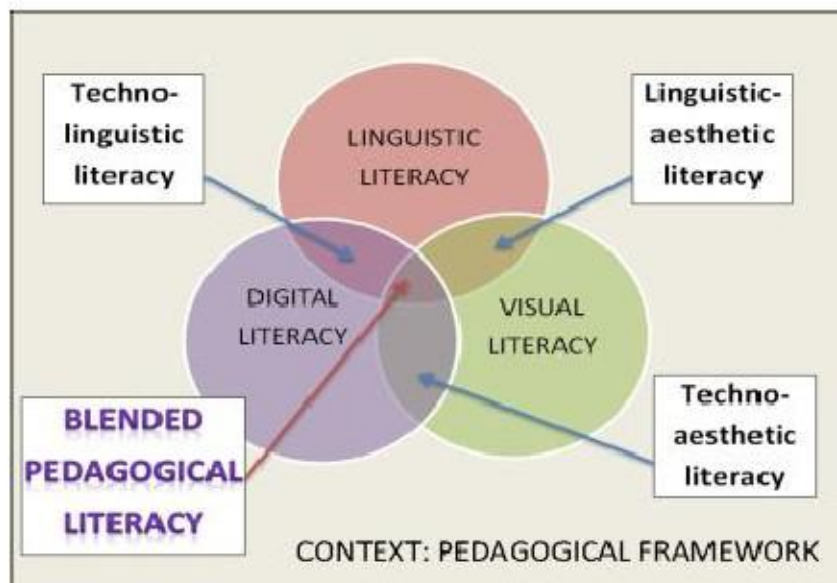 Techno-
linguistic
literacy
LINGUISTIC
LITERACY
Linguistic-
aesthetic
literacy
DIGITAL
LITERACY
VISUAL
LITERACY
BLENDED
PEDAGOGICAL
LITERACY
Techno-
aesthetic
literacy
CONTEXT: PEDAGOGICAL FRAMEWORK